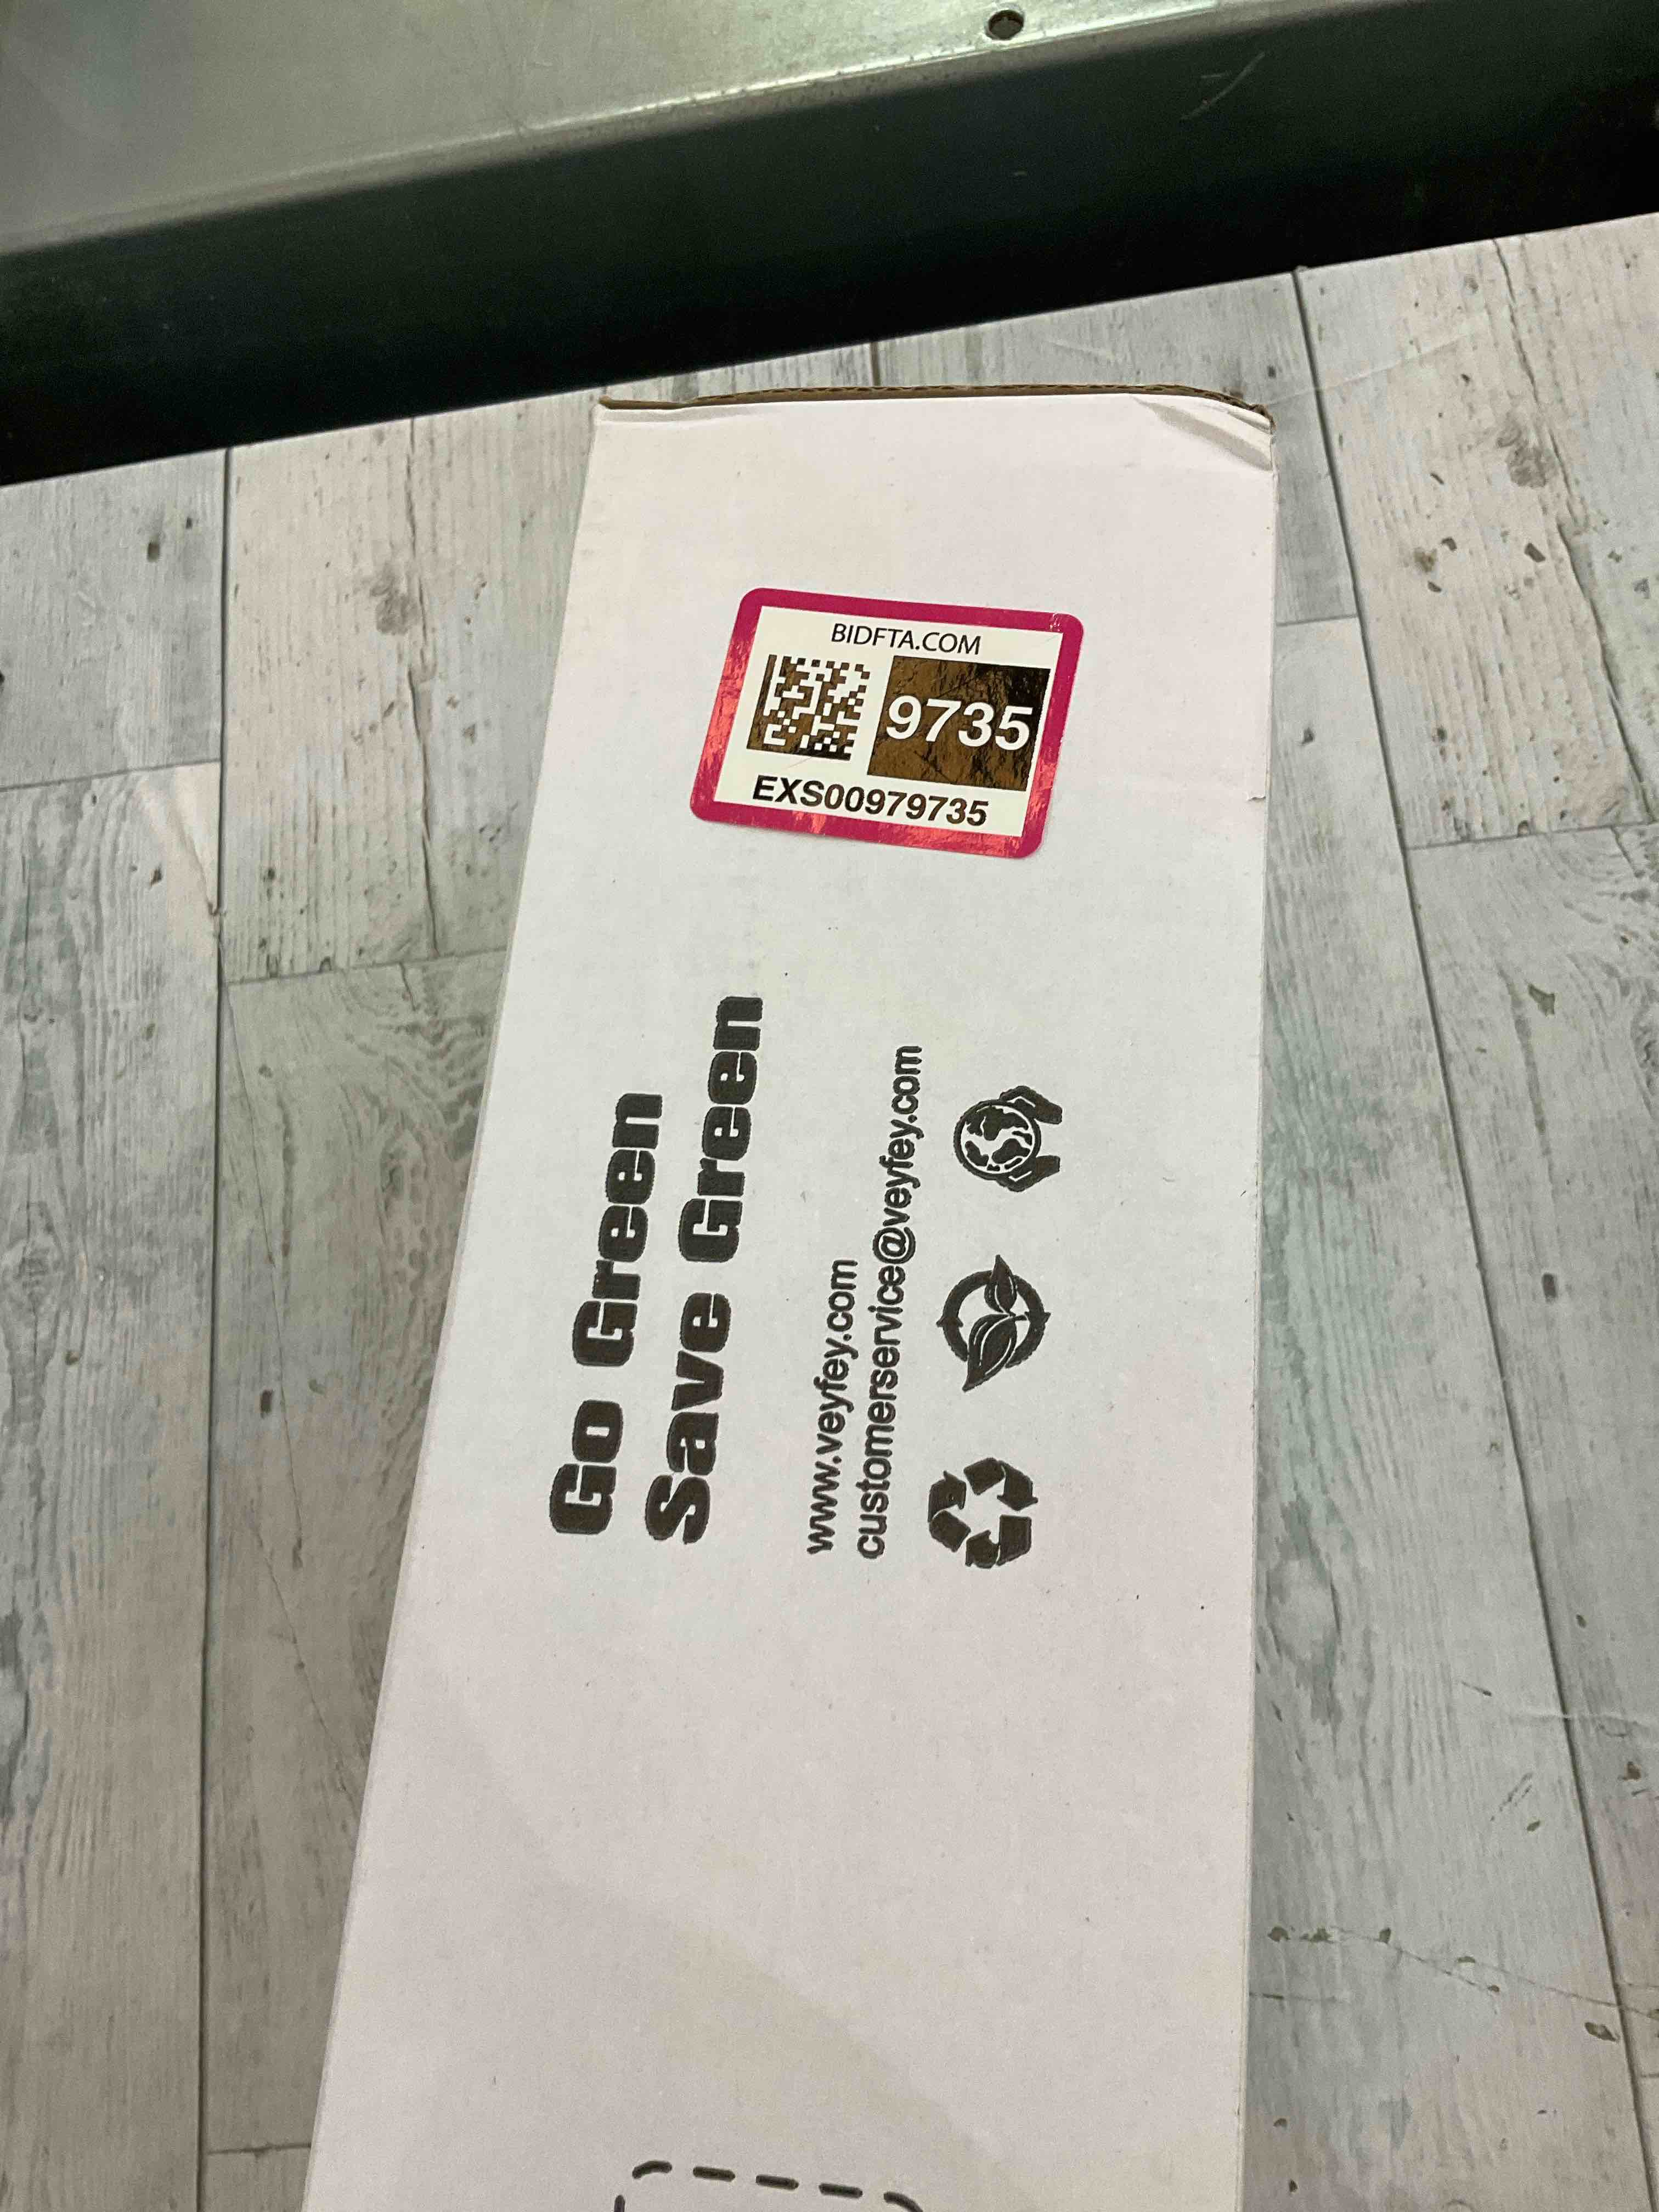 BIDFTA.COM
9735
EXS00979735
Go Green
Save Green
www.veyfey.com
customerservice@veyfey.com